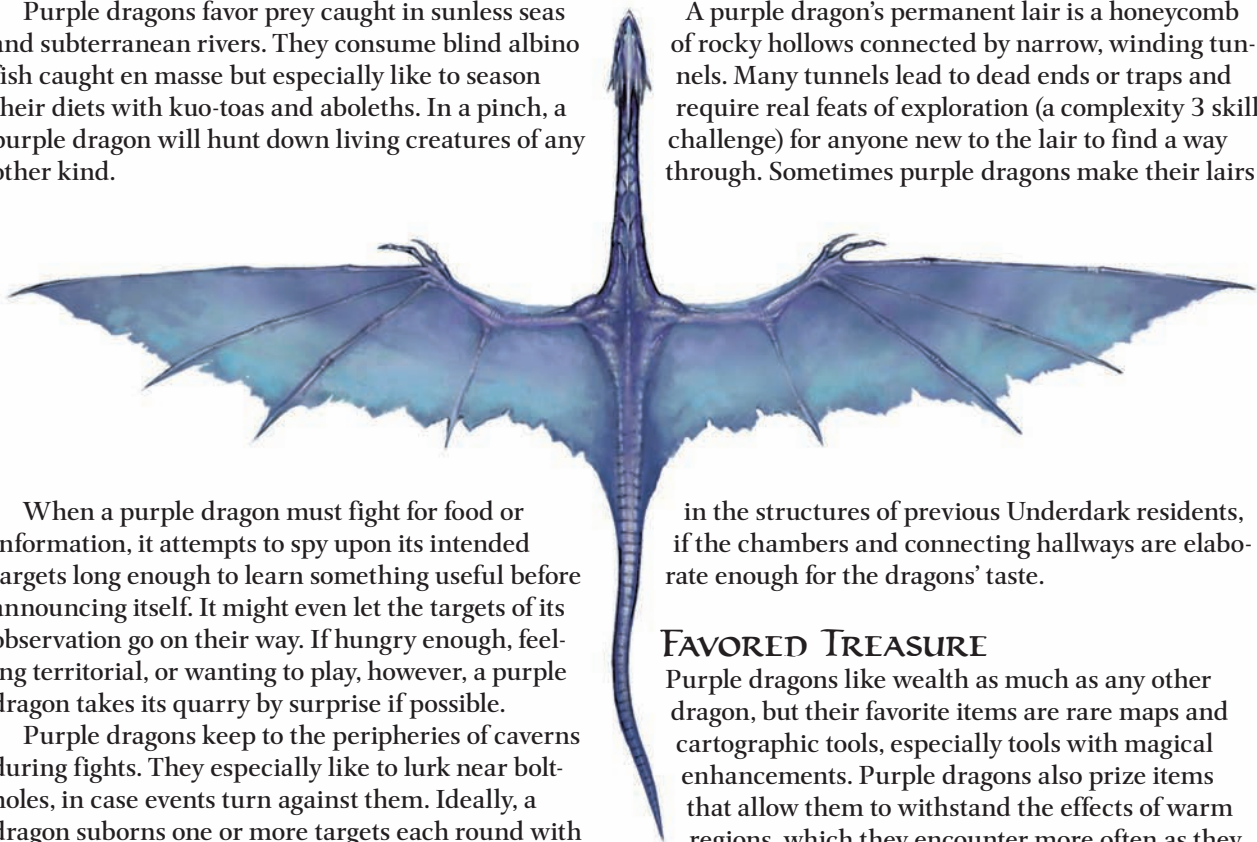 Purple dragons favor prey caught in sunless seas
and subterranean rivers. They consume blind albino
fish caught en masse but especially like to season
their diets with kuo-toas and aboleths. In a pinch, a
purple dragon will hunt down living creatures of any
other kind.
When a purple dragon must fight for food or
nformation, it attempts to spy upon its intended
targets long enough to learn something useful before
announcing itself. It might even let the targets of its
observation go on their way. If hungry enough, feel-
ng territorial, or wanting to play, however, a purple
dragon takes its quarry by surprise if possible.
Purple dragons keep to the peripheries of caverns
during fights. They especially like to lurk near bolt-
holes, in case events turn against them. Ideally, a
dragon suborns one or more targets each round with
A purple dragon’s permanent lair is a honeycomb
of rocky hollows connected by narrow, winding tun-
nels. Many tunnels lead to dead ends or traps and
require real feats of exploration (a complexity 3 skill
challenge) for anyone new to the lair to find a way
through. Sometimes purple dragons make their lairs
in the structures of previous Underdark residents,
if the chambers and connecting hallways are elabo-
rate enough for the dragons’ taste.
Favored Treasure
Purple dragons like wealth as much as any other
dragon, but their favorite items are rare maps and
cartographic tools, especially tools with magical
enhancements. Purple dragons also prize items
that allow them to withstand the effects of warm
regions, which they encounter more often as they